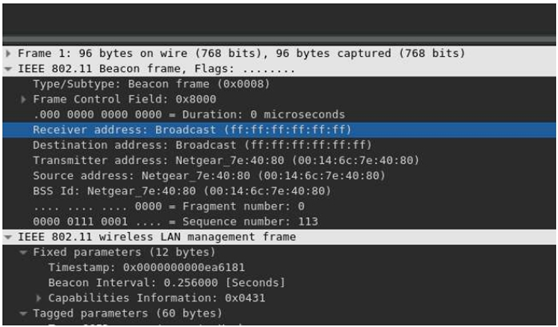 Frame 1: 96 bytes on wire (768 bits), 96 bytes captured (768 bits)
IEEE 802.11 Beacon frame, Flags: ........
Type/Subtype: Beacon frame (0x0008)
Frame Control Field: 0x8000
.000 0000 0000 0000 = Duration: 0 microseconds
Receiver address: Broadcast (ff:ff:ff:ff:ff:ff)
Destination address: Broadcast (ff:ff:ff:ff:ff:ff)
Transmitter address: Netgear_7e:40:80 (00:14:6c:7e:40:80)
Source address: Netgear_7e:40:80 (00:14:6c:7e:40:80)
BSS Id: Netgear_7e:40:80 (00:14:6c:7e:40:80)
.... .... .... 0000 = Fragment number: 0
0000 0111 0001 .... = Sequence number: 113
IEEE 802.11 wireless LAN management frame
Fixed parameters (12 bytes)
Timestamp: 0x0000000000ea6181
Beacon Interval: 0.256000 [Seconds]
Capabilities Information: 0x0431
Tagged parameters (60 bytes)